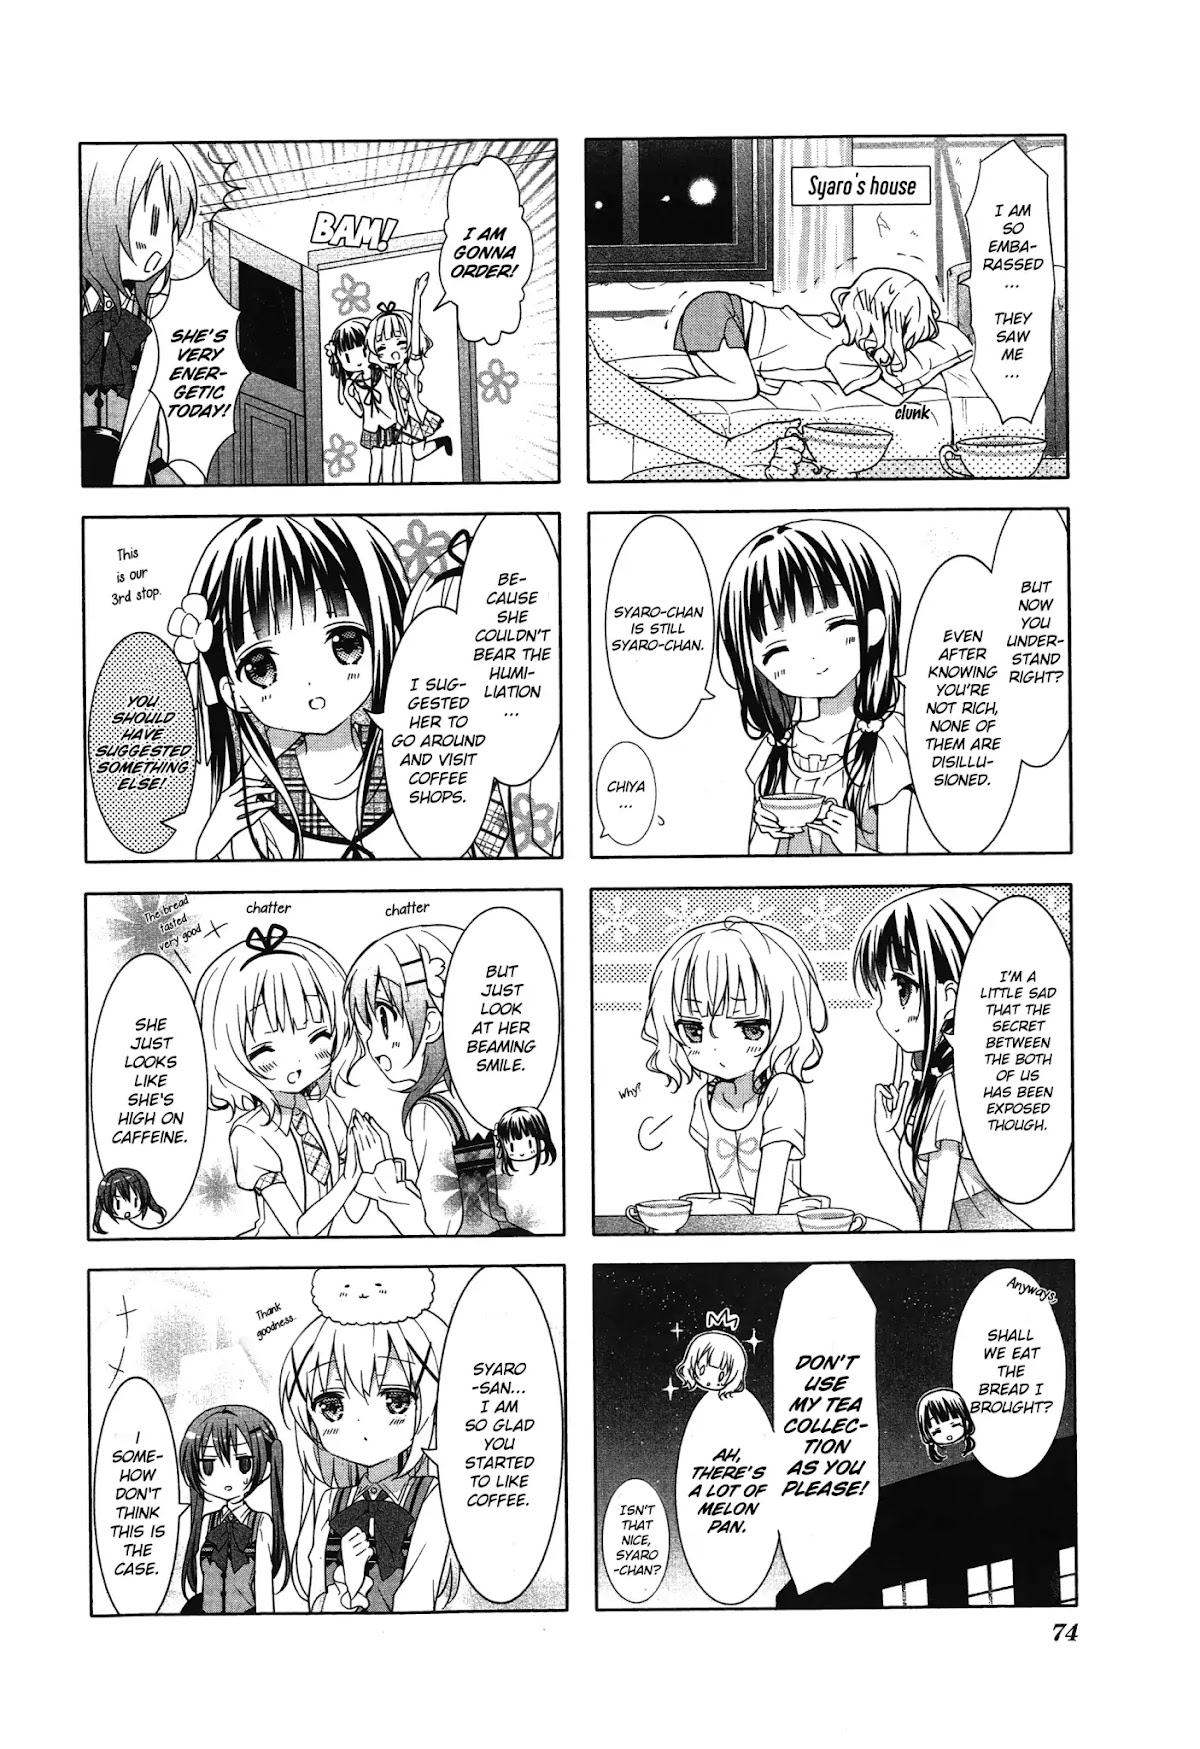 Syaro's house
I AM
SO
EMBA-
RASSED
...
THEY
SAW
ME
...
clunk
BUT
NOW
YOU
UNDER-
STAND
RIGHT?
EVEN
AFTER
KNOWING
YOU'RE
NOT RICH,
NONE OF
THEM ARE
DISILLU-
SIONED.
SYARO-CHAN
IS STILL
SYARO-CHAN.
CHIYA
...
I'M A
LITTLE SAD
THAT THE
SECRET
BETWEEN
THE BOTH
OF US
HAS BEEN
EXPOSED
THOUGH.
Why?
Anyways,
SHALL
WE EAT
THE
BREAD I
BROUGHT?
DON'T
USE
MY TEA
COLLEC-
TION
AS YOU
PLEASE!
AH,
THERE'S
A LOT OF
MELON
PAN.
ISN'T
THAT
NICE,
SYARO
-CHAN?
I AM
GONNA
ORDER!
BAM!
SHE'S
VERY
ENER-
GETIC
TODAY!
BE-
CAUSE
SHE
COULDN'T
BEAR THE
HUMI-
LIATION
...
I SUG-
GESTED
HER TO
GO AROUND
AND VISIT
COFFEE
SHOPS.
This
is our
3rd stop.
YOU
SHOULD
HAVE
SUGGESTED
SOMETHING
ELSE!
BUT
JUST
LOOK
AT HER
BEAMING
SMILE.
chatter
chatter
The bread
tasted
very good
SHE
JUST
LOOKS
LIKE
SHE'S
HIGH ON
CAFFEINE.
SYARO
-SAN...
I AM
SO GLAD
YOU
STARTED
TO LIKE
COFFEE.
Thank
goodness.
I
SOME-
HOW
DON'T
THINK
THIS IS
THE
CASE.
74